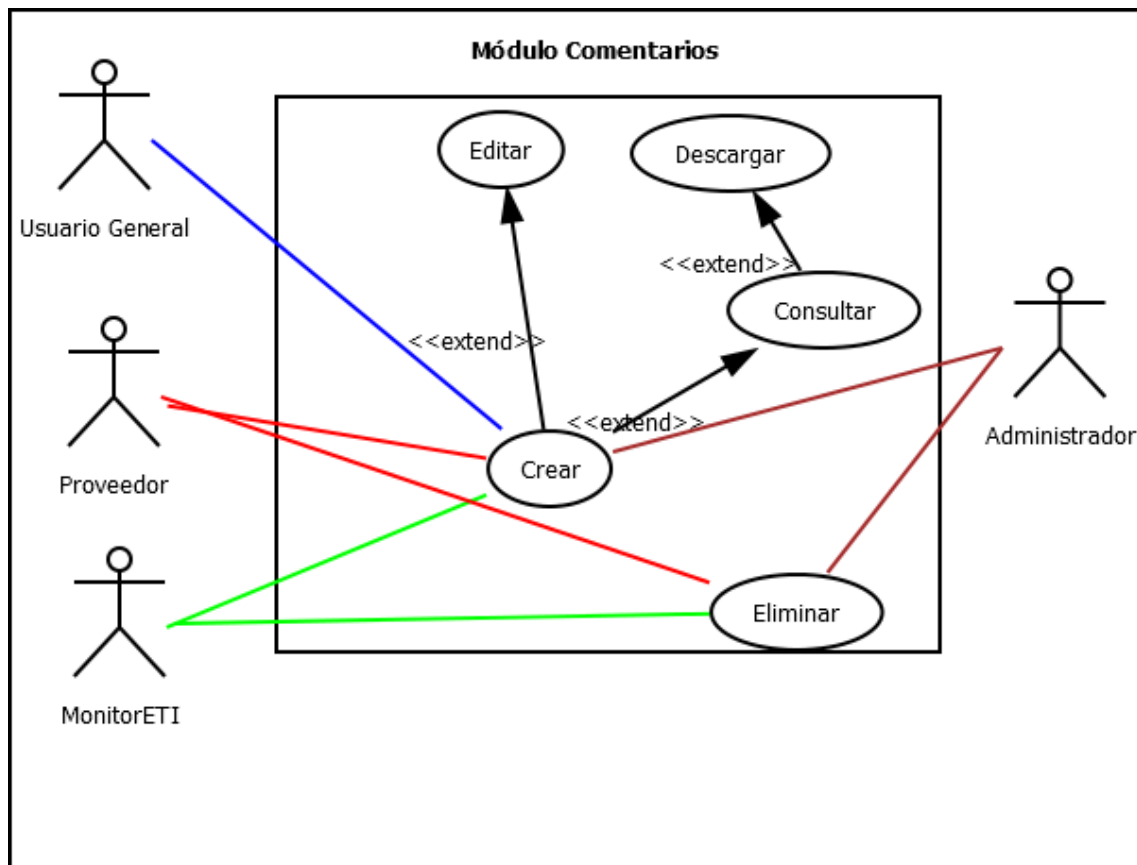 Módulo Comentarios
Editar
Descargar
Usuario General
<<extend>>
Consultar
<<extend>>
<<extend>>
Administrador
Crear
Proveedor
Eliminar
MonitorETI